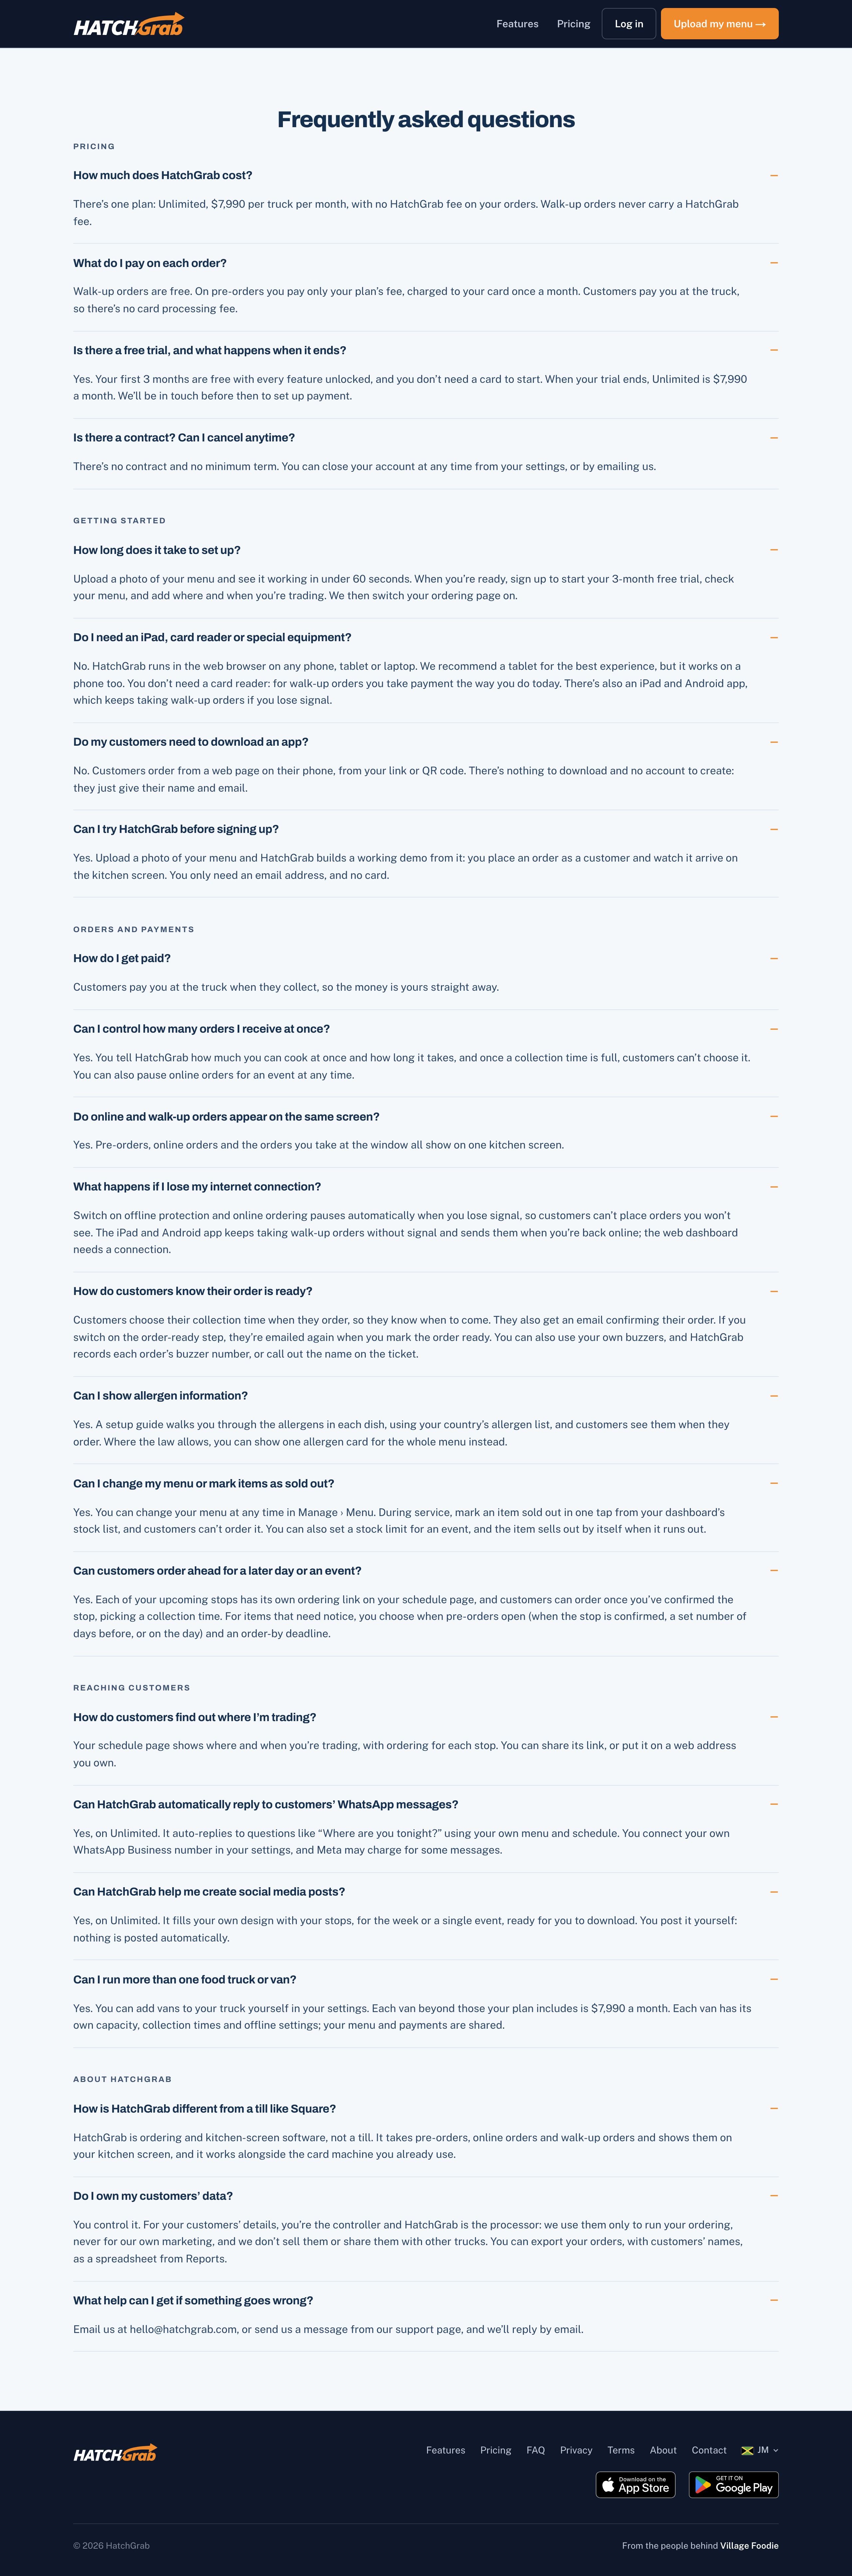 HATCHGrab
Features
Pricing
Log in
Upload my menu →
Frequently asked questions
PRICING
How much does HatchGrab cost?
There's one plan: Unlimited, $7,990 per truck per month, with no HatchGrab fee on your orders. Walk-up orders never carry a HatchGrab
fee.
What do I pay on each order?
Walk-up orders are free. On pre-orders you pay only your plan's fee, charged to your card once a month. Customers pay you at the truck,
so there's no card processing fee.
Is there a free trial, and what happens when it ends?
Yes. Your first 3 months are free with every feature unlocked, and you don't need a card to start. When your trial ends, Unlimited is $7,990
a month. We'll be in touch before then to set up payment.
Is there a contract? Can I cancel anytime?
There's no contract and no minimum term. You can close your account at any time from your settings, or by emailing us.
GETTING STARTED
How long does it take to set up?
Upload a photo of your menu and see it working in under 60 seconds. When you're ready, sign up to start your 3-month free trial, check
your menu, and add where and when you're trading. We then switch your ordering page on.
Do I need an iPad, card reader or special equipment?
No. HatchGrab runs in the web browser on any phone, tablet or laptop. We recommend a tablet for the best experience, but it works on a
phone too. You don't need a card reader: for walk-up orders you take payment the way you do today. There's also an iPad and Android app,
which keeps taking walk-up orders if you lose signal.
Do my customers need to download an app?
No. Customers order from a web page on their phone, from your link or QR code. There's nothing to download and no account to create:
they just give their name and email.
Can I try HatchGrab before signing up?
Yes. Upload a photo of your menu and HatchGrab builds a working demo from it: you place an order as a customer and watch it arrive on
the kitchen screen. You only need an email address, and no card.
ORDERS AND PAYMENTS
How do I get paid?
Customers pay you at the truck when they collect, so the money is yours straight away.
Can I control how many orders I receive at once?
Yes. You tell HatchGrab how much you can cook at once and how long it takes, and once a collection time is full, customers can't choose it.
You can also pause online orders for an event at any time.
Do online and walk-up orders appear on the same screen?
Yes. Pre-orders, online orders and the orders you take at the window all show on one kitchen screen.
What happens if I lose my internet connection?
Switch on offline protection and online ordering pauses automatically when you lose signal, so customers can't place orders you won't
see. The iPad and Android app keeps taking walk-up orders without signal and sends them when you're back online; the web dashboard
needs a connection.
How do customers know their order is ready?
Customers choose their collection time when they order, so they know when to come. They also get an email confirming their order. If you
switch on the order-ready step, they're emailed again when you mark the order ready. You can also use your own buzzers, and HatchGrab
records each order's buzzer number, or call out the name on the ticket.
Can I show allergen information?
Yes. A setup guide walks you through the allergens in each dish, using your country's allergen list, and customers see them when they
order. Where the law allows, you can show one allergen card for the whole menu instead.
Can I change my menu or mark items as sold out?
Yes. You can change your menu at any time in Manage › Menu. During service, mark an item sold out in one tap from your dashboard's
stock list, and customers can't order it. You can also set a stock limit for an event, and the item sells out by itself when it runs out.
Can customers order ahead for a later day or an event?
Yes. Each of your upcoming stops has its own ordering link on your schedule page, and customers can order once you've confirmed the
stop, picking a collection time. For items that need notice, you choose when pre-orders open (when the stop is confirmed, a set number of
days before, or on the day) and an order-by deadline.
REACHING CUSTOMERS
How do customers find out where I'm trading?
Your schedule page shows where and when you're trading, with ordering for each stop. You can share its link, or put it on a web address
you own.
Can HatchGrab automatically reply to customers' WhatsApp messages?
Yes, on Unlimited. It auto-replies to questions like “Where are you tonight?” using your own menu and schedule. You connect your own
WhatsApp Business number in your settings, and Meta may charge for some messages.
Can HatchGrab help me create social media posts?
Yes, on Unlimited. It fills your own design with your stops, for the week or a single event, ready for you to download. You post it yourself:
nothing is posted automatically.
Can I run more than one food truck or van?
Yes. You can add vans to your truck yourself in your settings. Each van beyond those your plan includes is $7,990 a month. Each van has its
own capacity, collection times and offline settings; your menu and payments are shared.
ABOUT HATCHGRAB
How is HatchGrab different from a till like Square?
HatchGrab is ordering and kitchen-screen software, not a till. It takes pre-orders, online orders and walk-up orders and shows them on
your kitchen screen, and it works alongside the card machine you already use.
Do I own my customers' data?
You control it. For your customers' details, you're the controller and HatchGrab is the processor: we use them only to run your ordering,
never for our own marketing, and we don't sell them or share them with other trucks. You can export your orders, with customers' names,
as a spreadsheet from Reports.
What help can I get if something goes wrong?
Email us at hello@hatchgrab.com, or send us a message from our support page, and we'll reply by email.
HATCHGrab
Features
Pricing
FAQ
Privacy
Terms
About
Contact
JM
Download on the
App Store
GET IT ON
Google Play
© 2026 HatchGrab
From the people behind Village Foodie